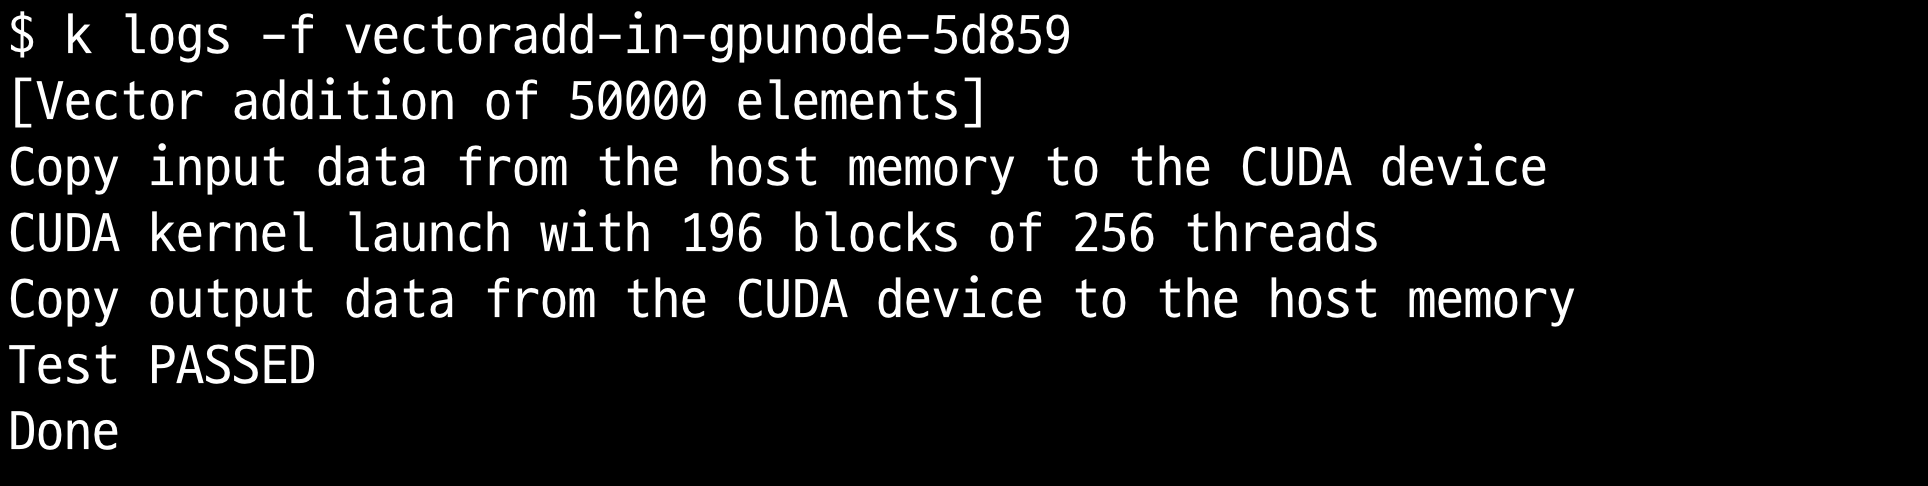 $ k logs -f vectoradd-in-gpunode-5d859
[Vector addition of 50000 elements]
Copy input data from the host memory to the CUDA device
CUDA kernel launch with 196 blocks of 256 threads
Copy output data from the CUDA device to the host memory
Test PASSED
Done